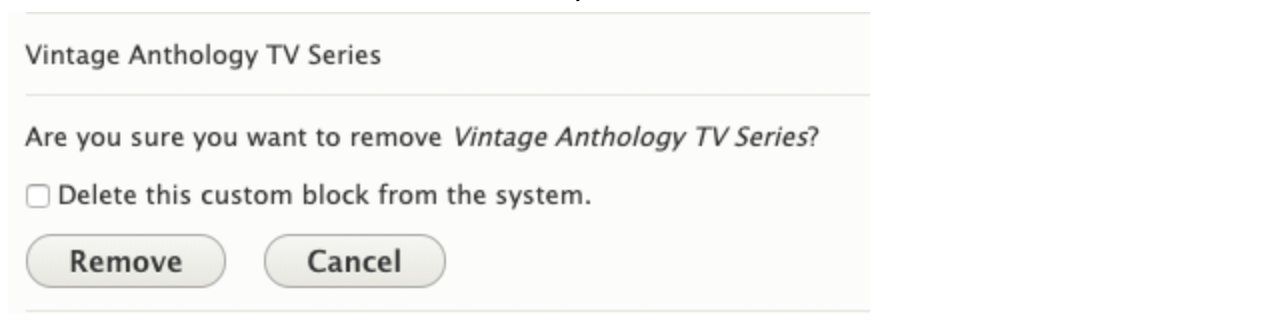 Vintage Anthology TV Series
Are you sure you want to remove Vintage Anthology TV Series?
Delete this custom block from the system.
Remove Cancel